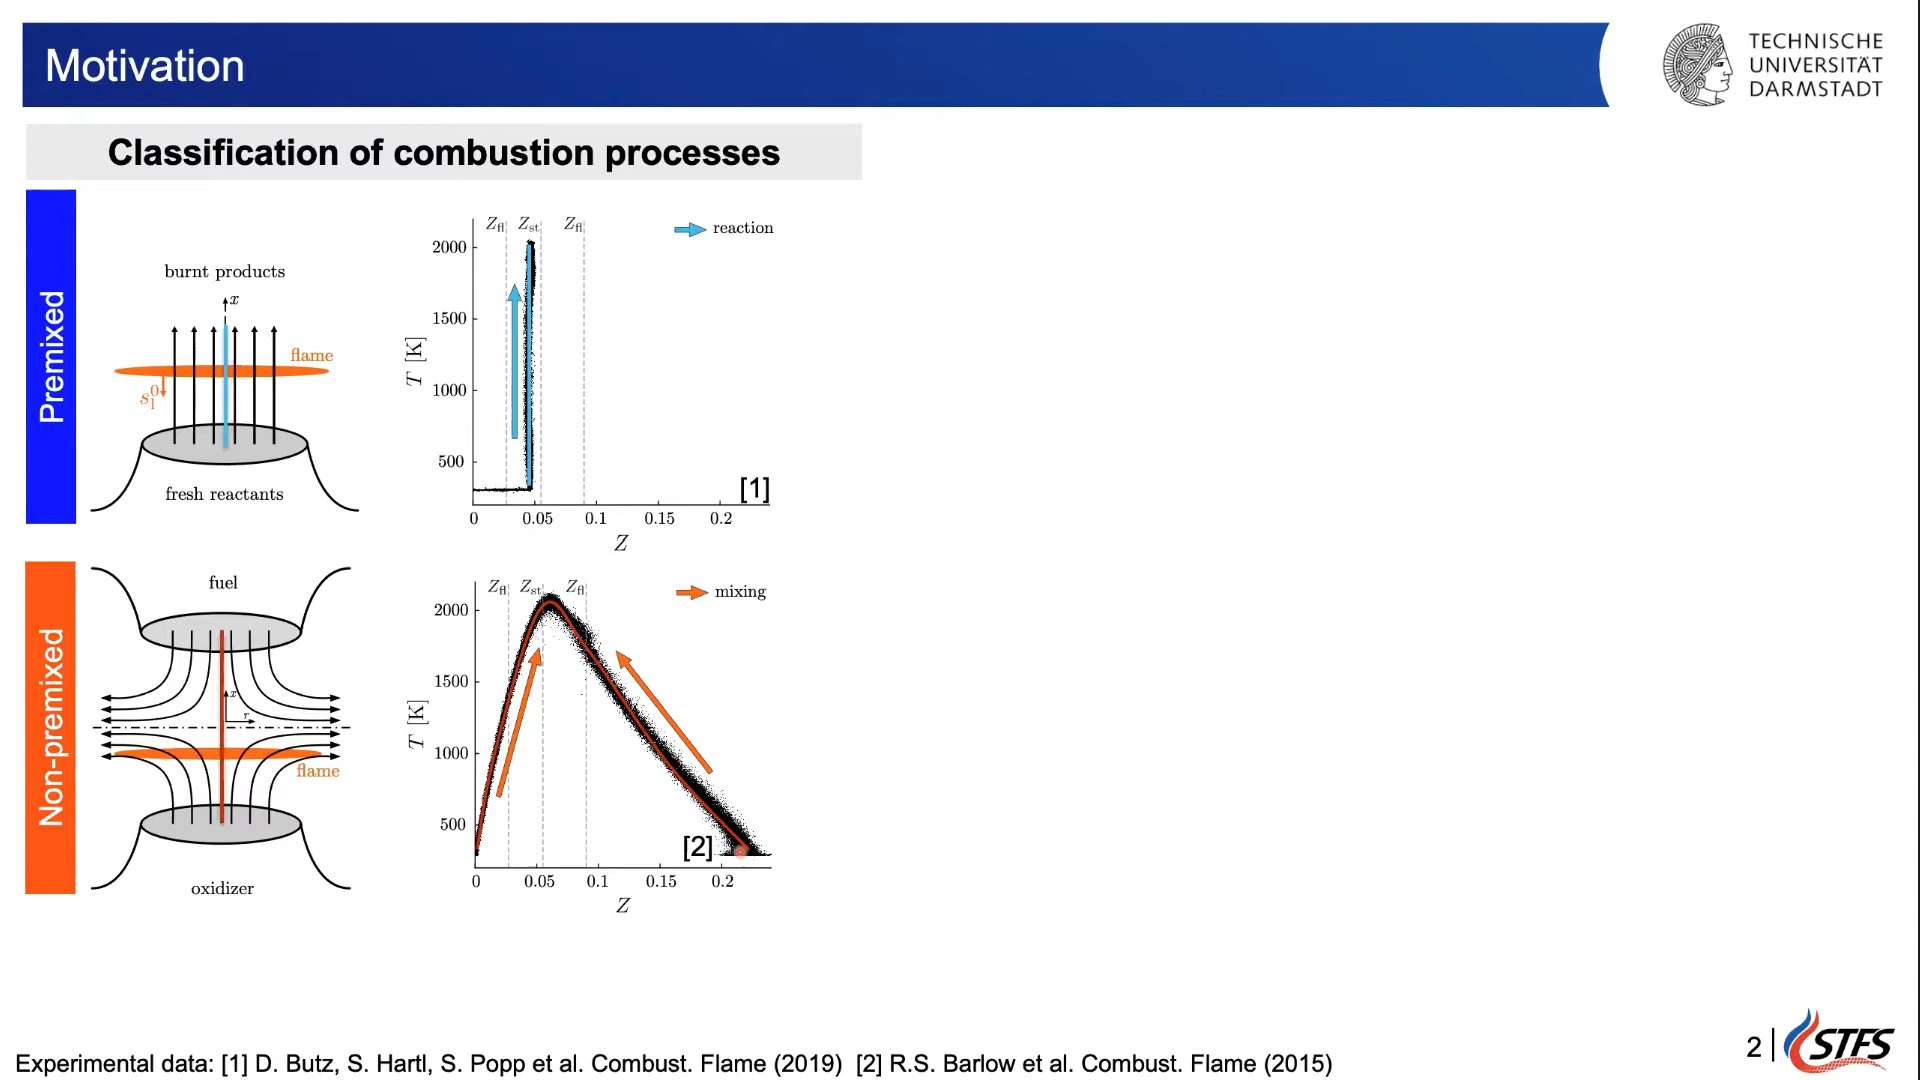 Motivation
TECHNISCHE
UNIVERSITÄT
DARMSTADT
Classification of combustion processes
Premixed
burnt products
x
flame
s_l^0
fresh reactants
Z_fl Z_st Z_fl
reaction
2000
1500
1000
500
T [K]
[1]
0 0.05 0.1 0.15 0.2
Z
Non-premixed
fuel
x
r
flame
oxidizer
Z_fl Z_st Z_fl
mixing
2000
1500
1000
500
T [K]
[2]
0 0.05 0.1 0.15 0.2
Z
Experimental data: [1] D. Butz, S. Hartl, S. Popp et al. Combust. Flame (2019) [2] R.S. Barlow et al. Combust. Flame (2015)
2 |
STFS